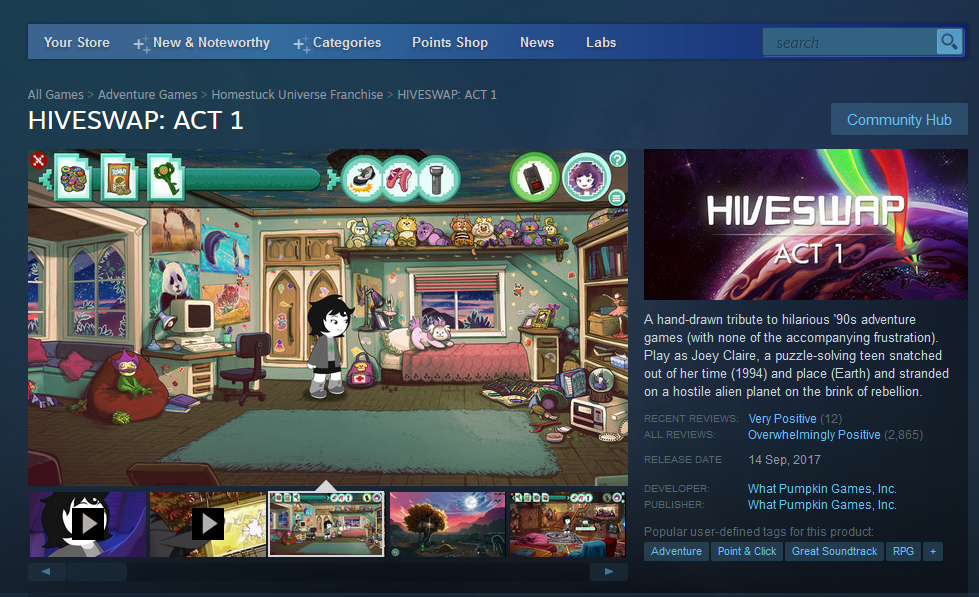 Your Store
New & Noteworthy
Categories
Points Shop
News
Labs
search
All Games > Adventure Games > Homestuck Universe Franchise > HIVESWAP: ACT 1
HIVESWAP: ACT 1
Community Hub
?
HIVESWAP
ACT 1
A hand-drawn tribute to hilarious '90s adventure
games (with none of the accompanying frustration).
Play as Joey Claire, a puzzle-solving teen snatched
out of her time (1994) and place (Earth) and stranded
on a hostile alien planet on the brink of rebellion.
RECENT REVIEWS: Very Positive (12)
ALL REVIEWS: Overwhelmingly Positive (2,865)
RELEASE DATE 14 Sep, 2017
DEVELOPER: What Pumpkin Games, Inc.
PUBLISHER: What Pumpkin Games, Inc.
Popular user-defined tags for this product:
Adventure Point & Click Great Soundtrack RPG +